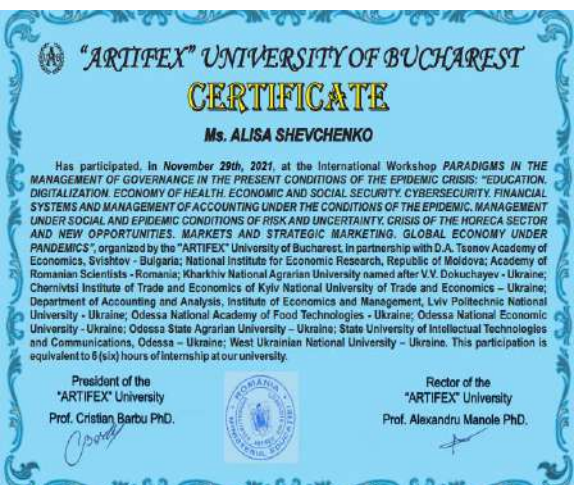 "ARTIFEX" UNIVERSITY OF BUCHAREST
CERTIFICATE
Ms. ALISA SHEVCHENKO
Has participated, in November 29th, 2021, at the International Workshop PARADIGMS IN THE
MANAGEMENT OF GOVERNANCE IN THE PRESENT CONDITIONS OF THE EPIDEMIC CRISIS: "EDUCATION.
DIGITALIZATION. ECONOMY OF HEALTH. ECONOMIC AND SOCIAL SECURITY. CYBERSECURITY. FINANCIAL
SYSTEMS AND MANAGEMENT OF ACCOUNTING UNDER THE CONDITIONS OF THE EPIDEMIC. MANAGEMENT
UNDER SOCIAL AND EPIDEMIC CONDITIONS OF RISK AND UNCERTAINTY. CRISIS OF THE HORECA SECTOR
AND NEW OPPORTUNITIES. MARKETS AND STRATEGIC MARKETING. GLOBAL ECONOMY UNDER
PANDEMICS", organized by the "ARTIFEX" University of Bucharest, in partnership with D.A. Tsenov Academy of
Economics, Svishtov - Bulgaria; National Institute for Economic Research, Republic of Moldova; Academy of
Romanian Scientists - Romania; Kharkhiv National Agrarian University named after V.V. Dokuchayev - Ukraine;
Chernivtsi Institute of Trade and Economics of Kyiv National University of Trade and Economics – Ukraine;
Department of Accounting and Analysis, Institute of Economics and Management, Lviv Politechnic National
University - Ukraine; Odessa National Academy of Food Technologies - Ukraine; Odessa National Economic
University - Ukraine; Odessa State Agrarian University – Ukraine; State University of Intellectual Technologies
and Communications, Odessa – Ukraine; West Ukrainian National University – Ukraine. This participation is
equivalent to 6 (six) hours of internship at our university.
President of the
"ARTIFEX" University
Prof. Cristian Barbu PhD.
ROMANIA
Rector of the
"ARTIFEX" University
Prof. Alexandru Manole PhD.